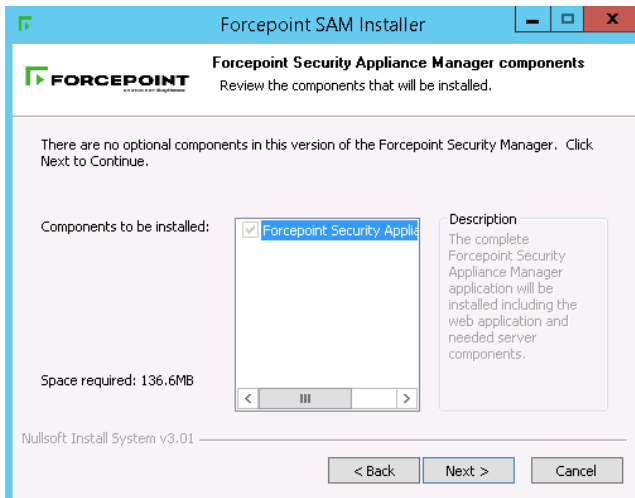 Forcepoint SAM Installer
FORCEPOINT
POWERED BY Raytheon
Forcepoint Security Appliance Manager components
Review the components that will be installed.
There are no optional components in this version of the Forcepoint Security Manager. Click
Next to Continue.
Components to be installed:
Forcepoint Security Applia
Description
The complete
Forcepoint Security
Appliance Manager
application will be
installed including the
web application and
needed server
components.
Space required: 136.6MB
Nullsoft Install System v3.01
< Back
Next >
Cancel